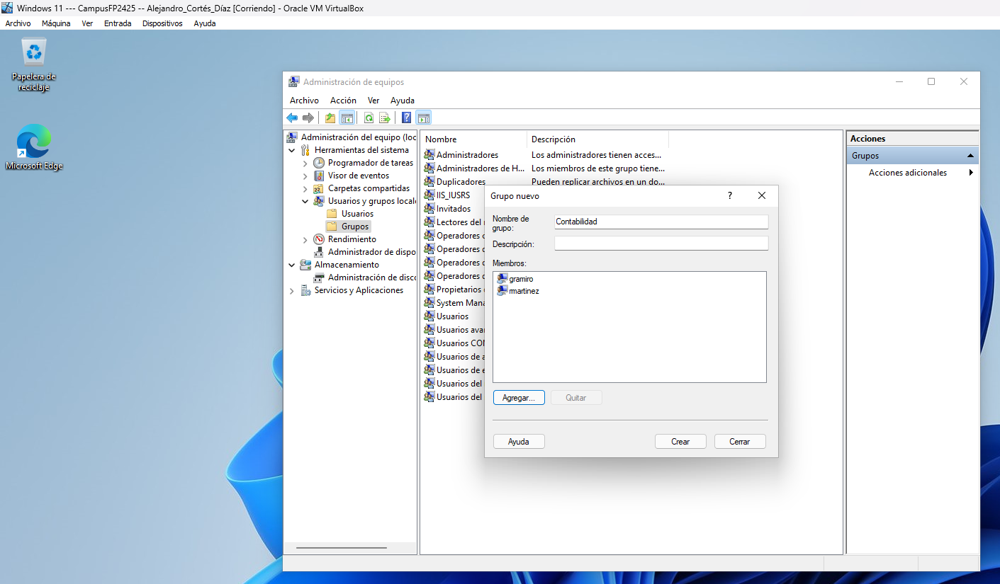 Windows 11 --- CampusFP2425 -- Alejandro_Cortés_Díaz [Corriendo] - Oracle VM VirtualBox
Archivo Máquina Ver Entrada Dispositivos Ayuda
Papelera de
reciclaje
Microsoft Edge
Administración de equipos
Archivo Acción Ver Ayuda
Administración del equipo (loc
Herramientas del sistema
Programador de tareas
Visor de eventos
Carpetas compartidas
Usuarios y grupos local
Usuarios
Grupos
Rendimiento
Administrador de dispo
Almacenamiento
Administración de disco
Servicios y Aplicaciones
Nombre Descripción
Administradores Los administradores tienen acces...
Administradores de H... Los miembros de este grupo tiene...
Duplicadores Pueden replicar archivos en un do...
IIS_IUSRS
Invitados
Lectores del
Operadores
Operadores
Operadores
Operadores
Propietarios
System Mana
Usuarios
Usuarios avan
Usuarios COM
Usuarios de a
Usuarios de e
Usuarios del
Usuarios del
Grupo nuevo
?
Nombre de
grupo:
Contabilidad
Descripción:
Miembros:
gramiro
rmartinez
Agregar... Quitar
Ayuda Crear Cerrar
Acciones
Grupos
Acciones adicionales